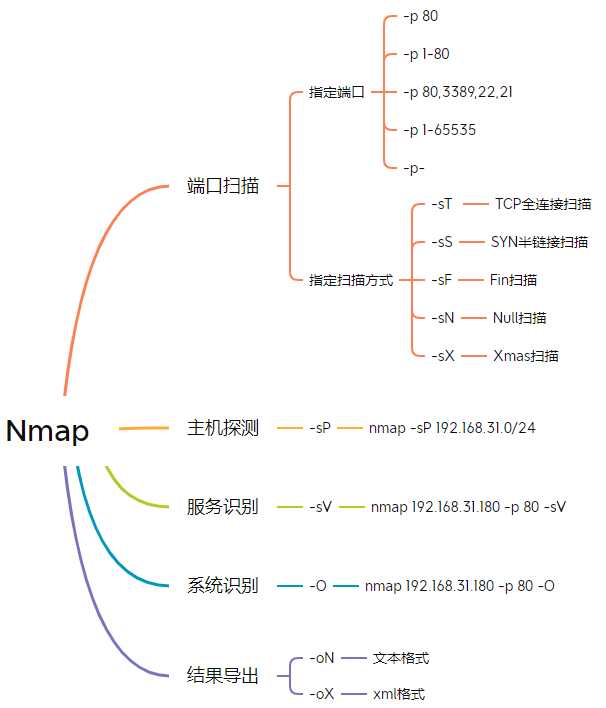 Nmap
端口扫描
指定端口
-p 80
-p 1-80
-p 80,3389,22,21
-p 1-65535
-p-
指定扫描方式
-sT
TCP全连接扫描
-sS
SYN半链接扫描
-sF
Fin扫描
-sN
Null扫描
-sX
Xmas扫描
主机探测
-sP
nmap -sP 192.168.31.0/24
服务识别
-sV
nmap 192.168.31.180 -p 80 -sV
系统识别
-O
nmap 192.168.31.180 -p 80 -O
结果导出
-oN
文本格式
-oX
xml格式